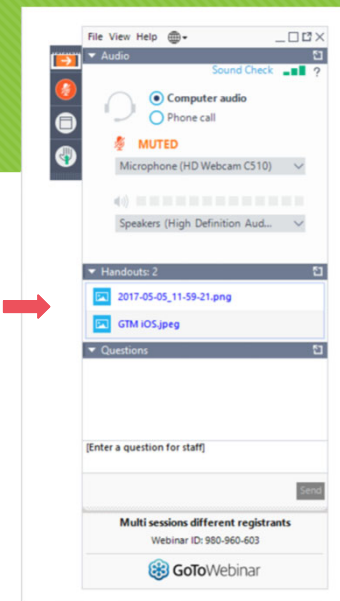 File View Help
Audio
Sound Check ?
Computer audio
Phone call
MUTED
Microphone (HD Webcam C510)
Speakers (High Definition Aud...
Handouts: 2
2017-05-05_11-59-21.png
GTM iOS.jpeg
Questions
[Enter a question for staff]
Send
Multi sessions different registrants
Webinar ID: 980-960-603
GoToWebinar